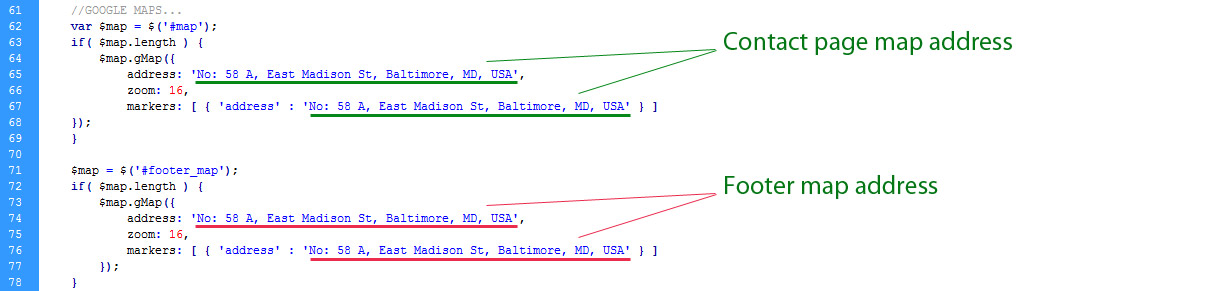 61 //GOOGLE MAPS...
62 var $map = $('#map');
63 if( $map.length ) {
64 $map.gMap({
65 address: 'No: 58 A, East Madison St, Baltimore, MD, USA',
66 zoom: 16,
67 markers: [ { 'address' : 'No: 58 A, East Madison St, Baltimore, MD, USA' } ]
68 });
69 }
70
71 $map = $('#footer_map');
72 if( $map.length ) {
73 $map.gMap({
74 address: 'No: 58 A, East Madison St, Baltimore, MD, USA',
75 zoom: 16,
76 markers: [ { 'address' : 'No: 58 A, East Madison St, Baltimore, MD, USA' } ]
77 });
78 }
Contact page map address
Footer map address